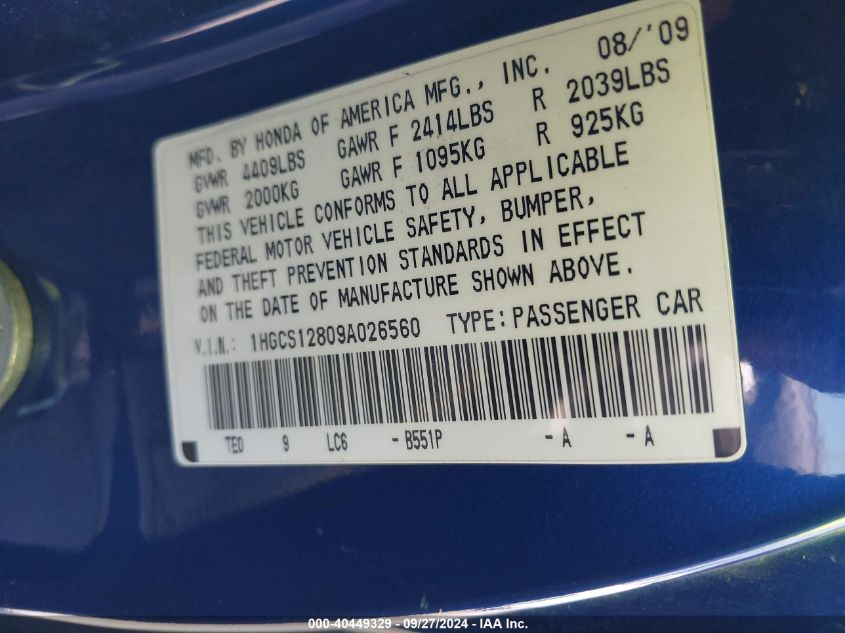 MFD. BY HONDA OF AMERICA MFG., INC. 08/'09
GVWR 4409LBS GAWR F 2414LBS R 2039LBS
GVWR 2000KG GAWR F 1095KG R 925KG
THIS VEHICLE CONFORMS TO ALL APPLICABLE
FEDERAL MOTOR VEHICLE SAFETY, BUMPER,
AND THEFT PREVENTION STANDARDS IN EFFECT
ON THE DATE OF MANUFACTURE SHOWN ABOVE.
V.I.N.: 1HGCS12809A026560 TYPE:PASSENGER CAR
TE0 9 LC6 -B551P -A -A
000-40449329 - 09/27/2024 - IAA Inc.